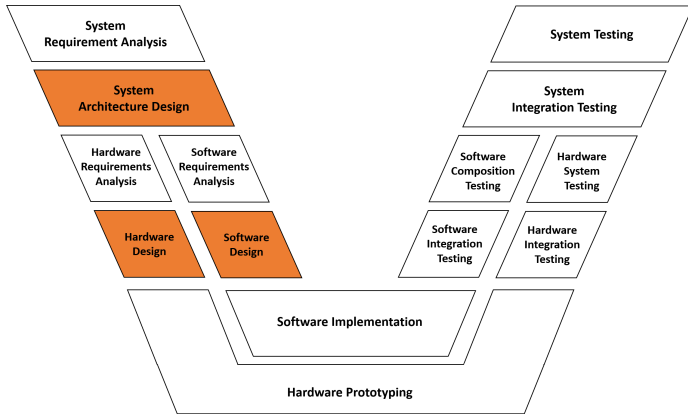 System
Requirement Analysis
System Testing
System
Architecture Design
System
Integration Testing
Hardware
Requirements
Analysis
Software
Requirements
Analysis
Software
Composition
Testing
Hardware
System
Testing
Hardware
Design
Software
Design
Software
Integration
Testing
Hardware
Integration
Testing
Software Implementation
Hardware Prototyping